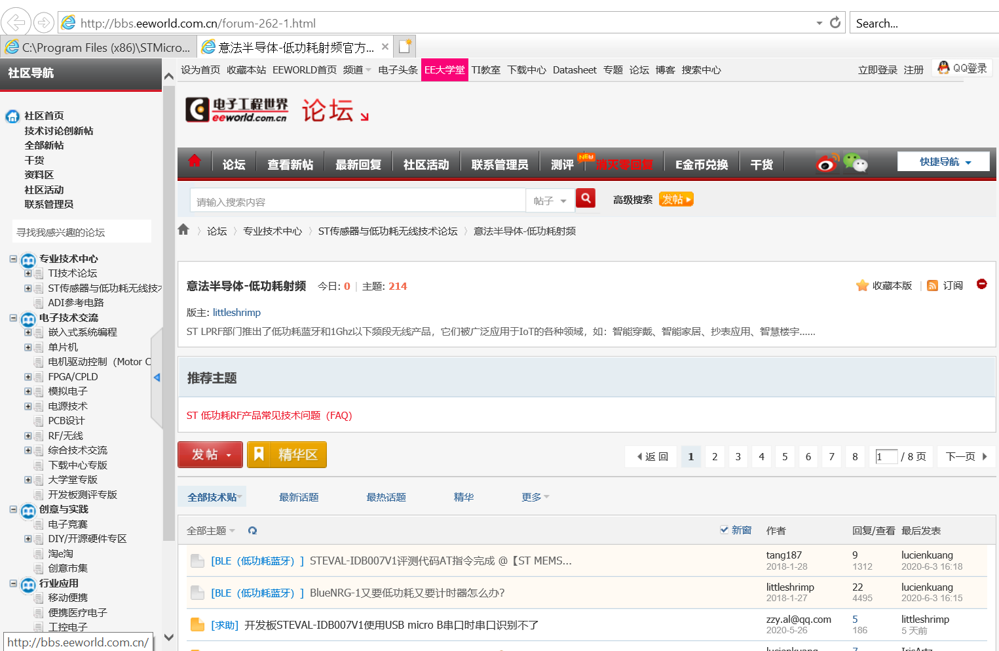 http://bbs.eeworld.com.cn/forum-262-1.html
Search...
C:\Program Files (x86)\STMicro...
意法半导体-低功耗射频官方...
社区导航
设为首页 收藏本站 EEWORLD首页 频道 电子头条 EE大学堂 TI教室 下载中心 Datasheet 专题 论坛 博客 搜索中心
立即登录 注册 QQ登录
社区首页
技术讨论创新帖
全部新帖
干货
资料区
社区活动
联系管理员
寻找我感兴趣的论坛
专业技术中心
TI技术论坛
ST传感器与低功耗无线技
ADI参考电路
电子技术交流
嵌入式系统编程
单片机
电机驱动控制（Motor C
FPGA/CPLD
模拟电子
电源技术
PCB设计
RF/无线
综合技术交流
下载中心专版
大学堂专版
开发板测评专版
创意与实践
电子竞赛
DIY/开源硬件专区
淘e淘
创意市集
行业应用
移动便携
便携医疗电子
工控电子
http://bbs.eeworld.com.cn/
电子工程世界
eeworld.com.cn
论坛
论坛 查看新帖 最新回复 社区活动 联系管理员 测评 NEW 消灭零回复 E金币兑换 干货
快捷导航
请输入搜索内容 帖子 高级搜索 发帖
论坛 〉 专业技术中心 〉 ST传感器与低功耗无线技术论坛 〉 意法半导体-低功耗射频
意法半导体-低功耗射频 今日: 0 | 主题: 214
收藏本版 | 订阅
版主: littleshrimp
ST LPRF部门推出了低功耗蓝牙和1Ghz以下频段无线产品，它们被广泛应用于IoT的各种领域，如：智能穿戴、智能家居、抄表应用、智慧楼宇......
推荐主题
ST 低功耗RF产品常见技术问题（FAQ)
发帖 精华区
返回 1 2 3 4 5 6 7 8 1 / 8 页 下一页
全部技术贴 最新话题 最热话题 精华 更多
全部主题 新窗 作者 回复/查看 最后发表
[BLE（低功耗蓝牙）] STEVAL-IDB007V1评测代码AT指令完成 @【ST MEMS...
tang187 9 lucienkuang
2018-1-28 1312 2020-6-3 16:18
[BLE（低功耗蓝牙）] BlueNRG-1又要低功耗又要计时器怎么办?
littleshrimp 22 lucienkuang
2018-1-27 4495 2020-6-3 16:15
[求助] 开发板STEVAL-IDB007V1使用USB micro B串口时串口识别不了
zzy.al@qq.com 5 littleshrimp
2020-5-26 186 5 天前
lucienkuang 7 IrisArtz